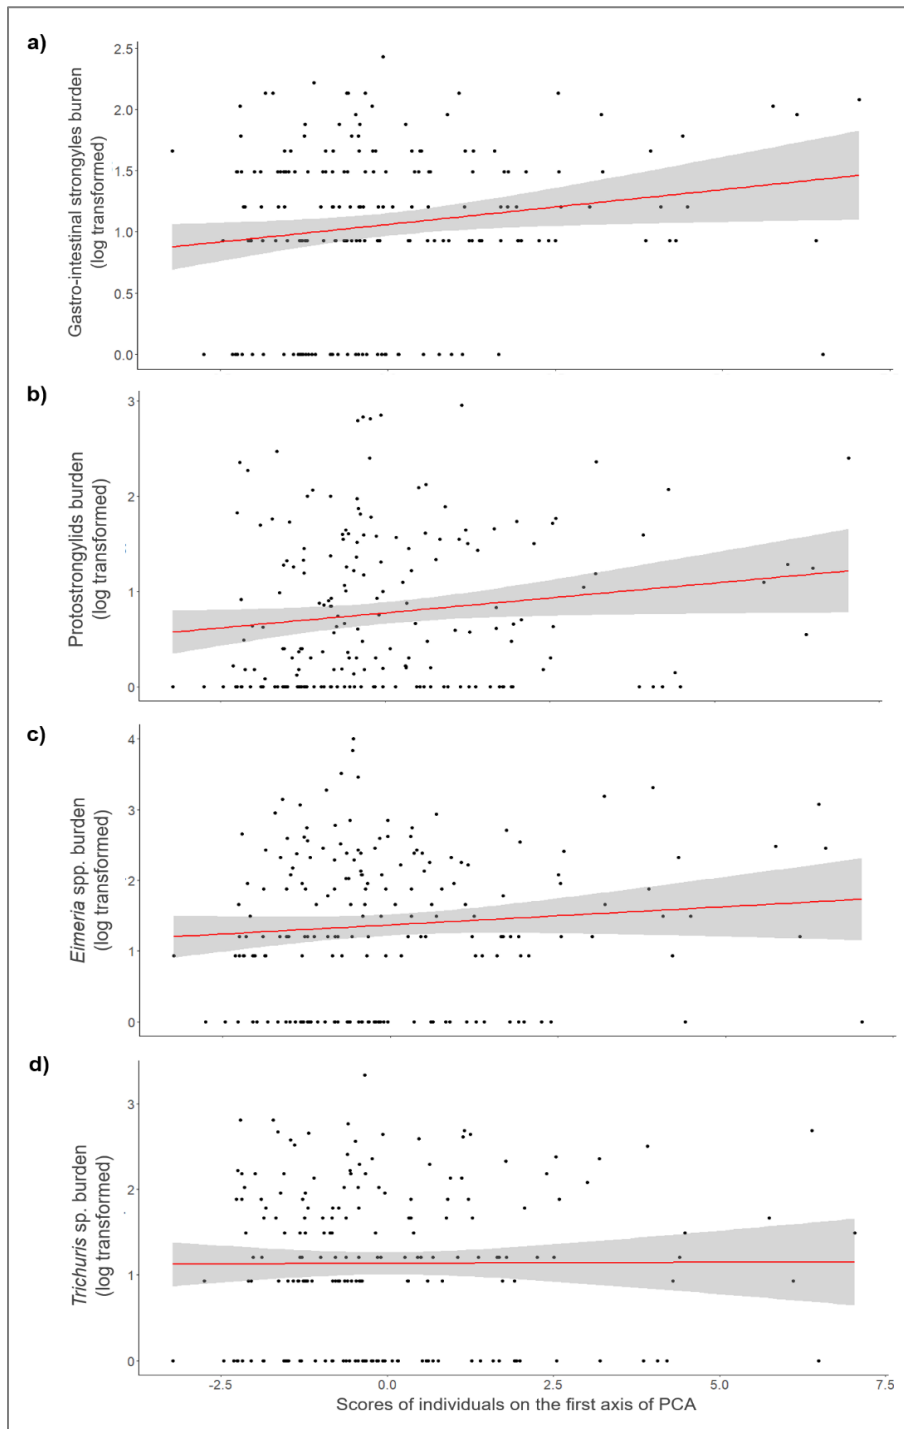 a)
Gastro-intestinal strongyles burden
(log transformed)
2.5
2.0
1.5
1.0
0.5
0.0
b)
Protostrongylids burden
(log transformed)
3
2
1
0
c)
Eimeria spp. burden
(log transformed)
4
3
2
1
0
d)
Trichuris sp. burden
(log transformed)
3
2
1
0
-2.5 0.0 2.5 5.0 7.5
Scores of individuals on the first axis of PCA